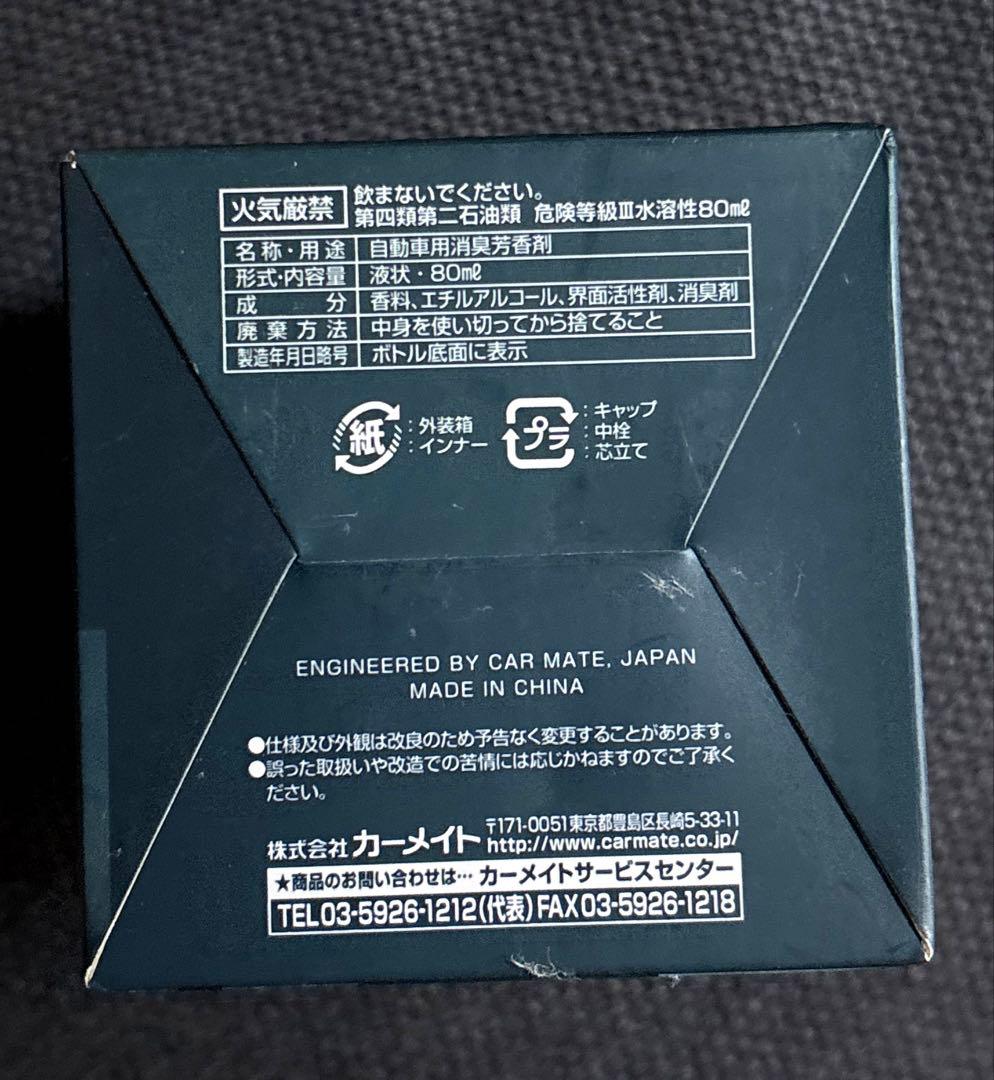 火気厳禁 飲まないでください。
第四類第二石油類 危険等級Ⅲ水溶性80㎖
名称・用途 自動車用消臭芳香剤
形式・内容量 液状・80㎖
成分 香料、エチルアルコール、界面活性剤、消臭剤
廃棄方法 中身を使い切ってから捨てること
製造年月日略号 ボトル底面に表示
紙 :外装箱
:インナー
プラ :キャップ
:中栓
:芯立て
ENGINEERED BY CAR MATE, JAPAN
MADE IN CHINA
●仕様及び外観は改良のため予告なく変更することがあります。
●誤った取扱いや改造での苦情には応じかねますのでご了承く
ださい。
株式会社 カーメイト 〒171-0051東京都豊島区長崎5-33-11
http://www.carmate.co.jp/
★商品のお問い合わせは… カーメイトサービスセンター
TEL03-5926-1212(代表)FAX03-5926-1218